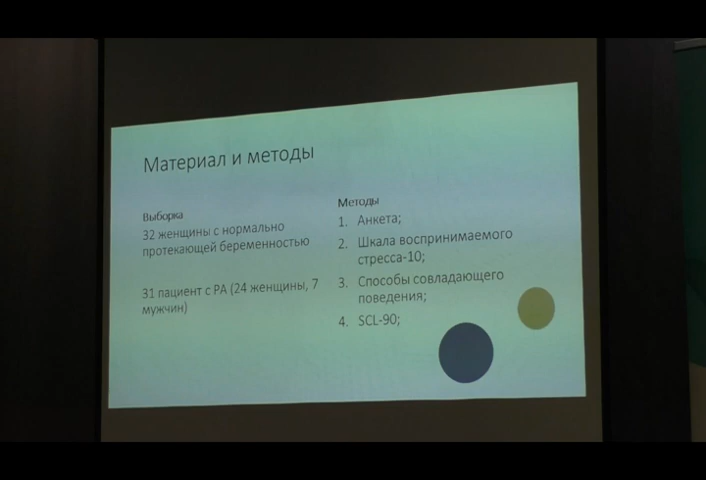 Материал и методы
Выборка
32 женщины с нормально
протекающей беременностью
31 пациент с РА (24 женщины, 7
мужчин)
Методы
1. Анкета;
2. Шкала воспринимаемого
стресса-10;
3. Способы совладающего
поведения;
4. SCL-90;